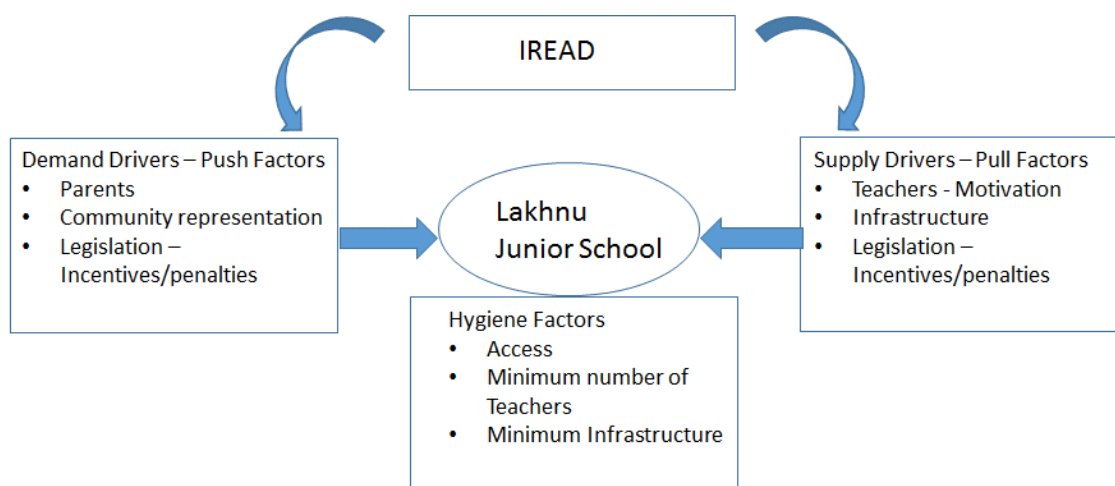 IREAD
Demand Drivers – Push Factors
• Parents
• Community representation
• Legislation –
Incentives/penalties
Lakhnu
Junior School
Supply Drivers – Pull Factors
• Teachers - Motivation
• Infrastructure
• Legislation –
Incentives/penalties
Hygiene Factors
• Access
• Minimum number of
Teachers
• Minimum Infrastructure